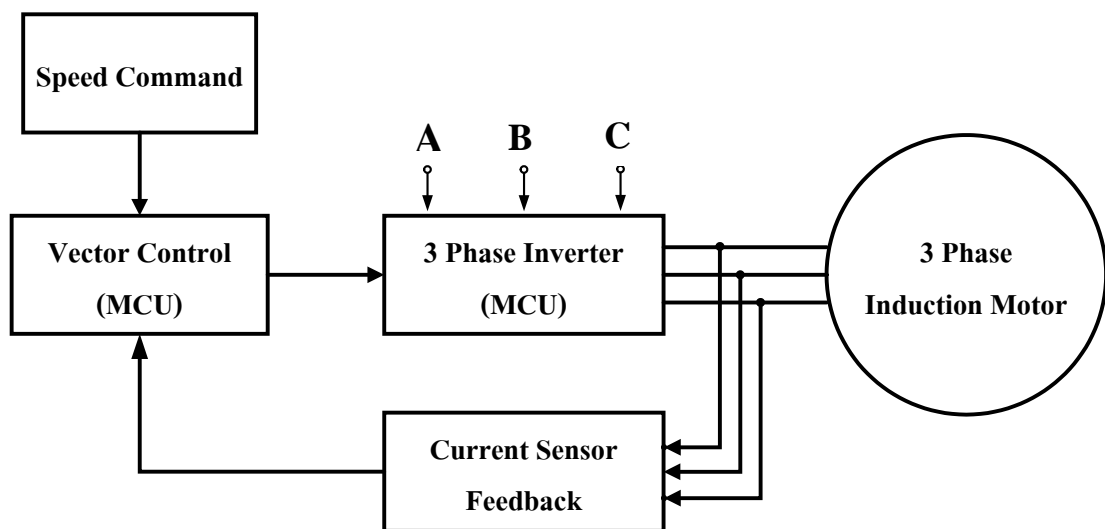 Speed Command
A B C
Vector Control
(MCU)
3 Phase Inverter
(MCU)
3 Phase
Induction Motor
Current Sensor
Feedback